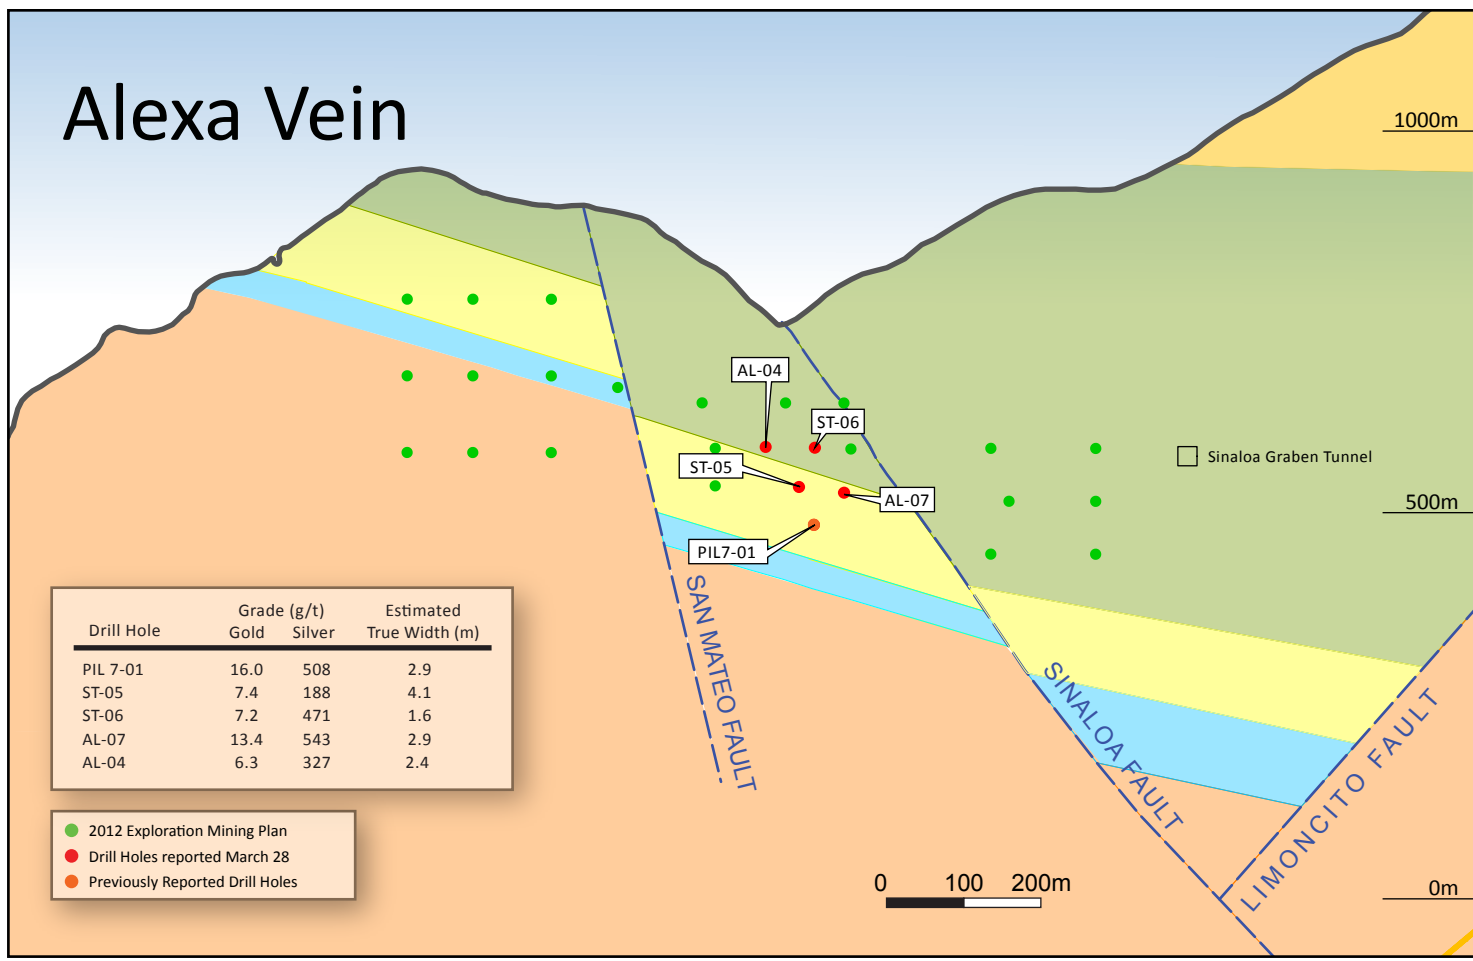 Alexa Vein
1000m
AL-04
ST-06
ST-05
Sinaloa Graben Tunnel
AL-07
500m
PIL7-01
SAN MATEO FAULT
SINALOA FAULT
LIMONCITO FAULT
Grade (g/t) Estimated
Drill Hole Gold Silver True Width (m)
PIL 7-01 16.0 508 2.9
ST-05 7.4 188 4.1
ST-06 7.2 471 1.6
AL-07 13.4 543 2.9
AL-04 6.3 327 2.4
2012 Exploration Mining Plan
Drill Holes reported March 28
Previously Reported Drill Holes
0 100 200m
0m